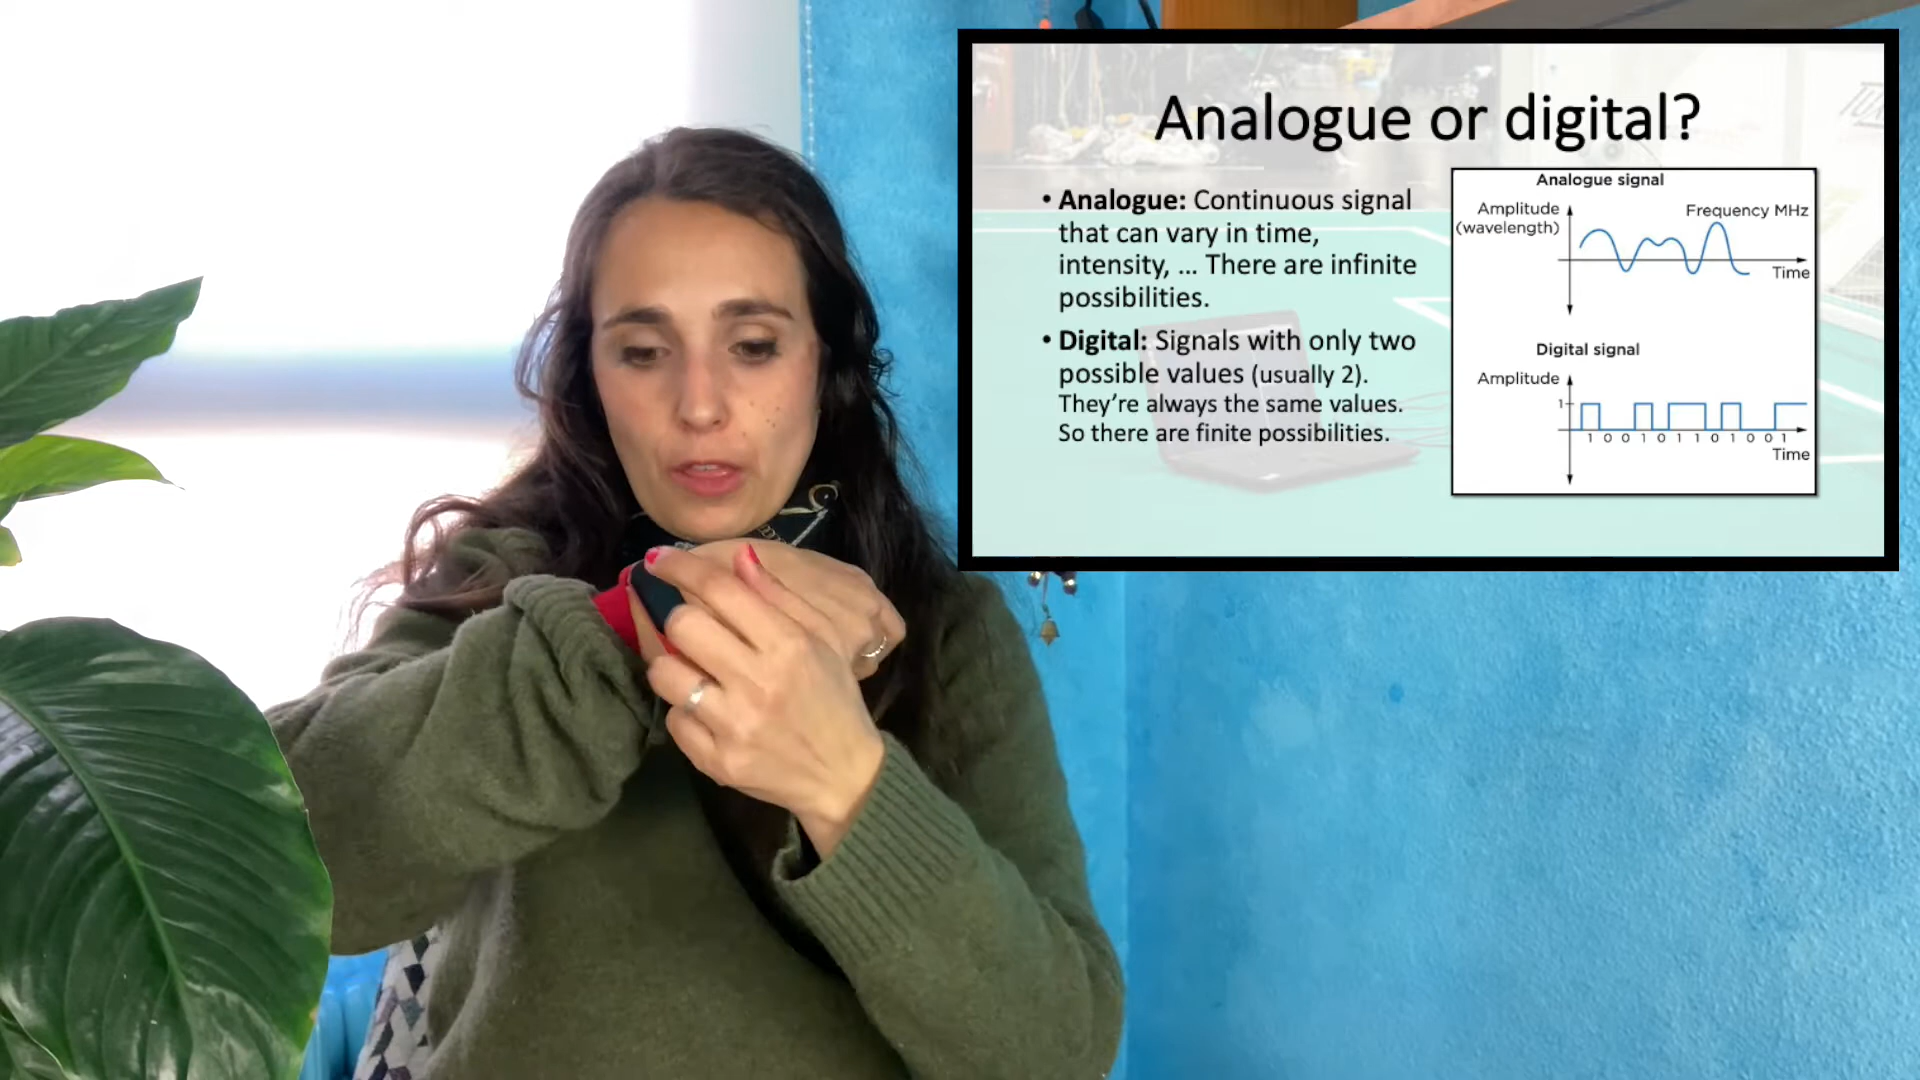 Analogue or digital?
• Analogue: Continuous signal
that can vary in time,
intensity, ... There are infinite
possibilities.
• Digital: Signals with only two
possible values (usually 2).
They're always the same values.
So there are finite possibilities.
Analogue signal
Amplitude
(wavelength)
Frequency MHz
Time
Digital signal
Amplitude
1
1 0 0 1 0 1 1 0 1 0 0 1
Time